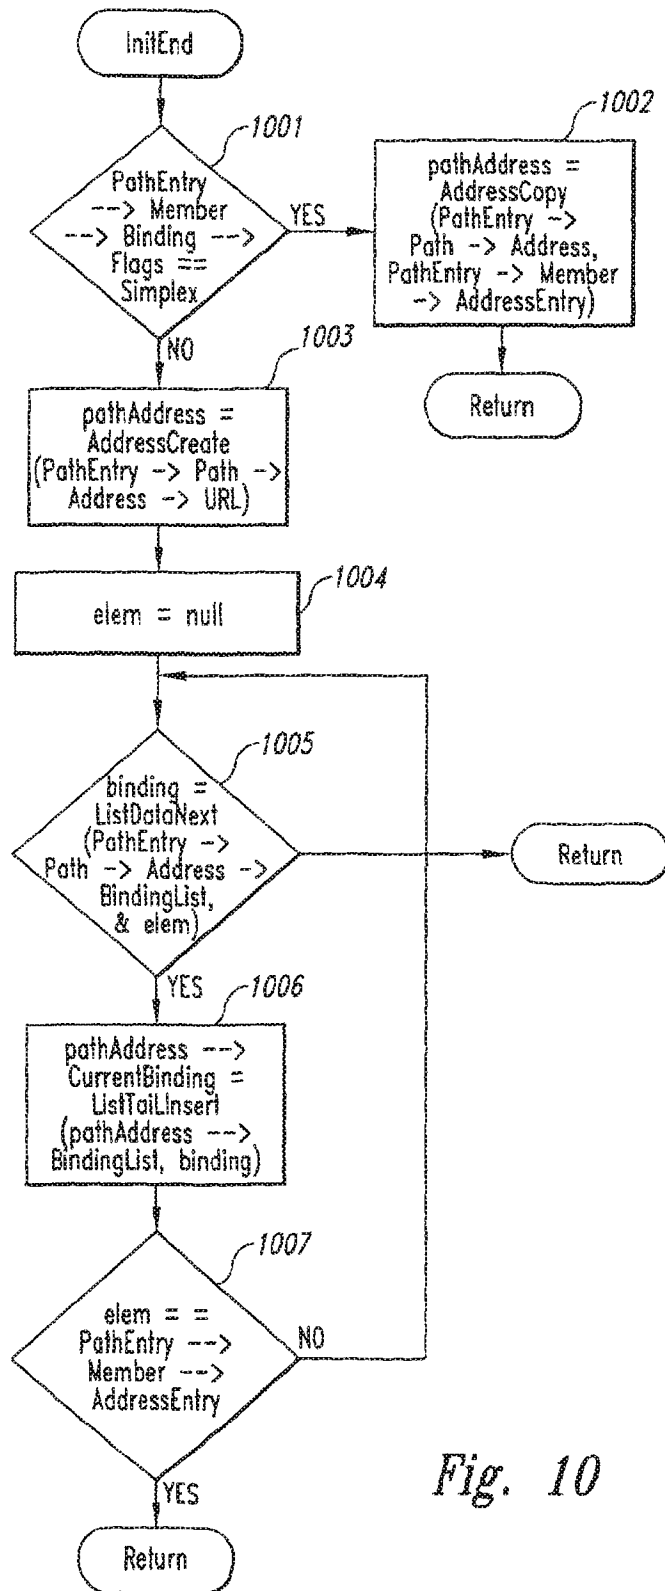 InitEnd
1001
PathEntry
--> Member
--> Binding -->
Flags ==
Simplex
YES
NO
1002
pathAddress =
AddressCopy
(PathEntry ->
Path -> Address,
PathEntry -> Member
-> AddressEntry)
Return
1003
pathAddress =
AddressCreate
(PathEntry -> Path ->
Address -> URL)
1004
elem = null
1005
binding =
ListDataNext
(PathEntry ->
Path -> Address ->
BindingList,
& elem)
Return
YES
1006
pathAddress -->
CurrentBinding =
ListTailInsert
(pathAddress -->
BindingList, binding)
1007
elem = =
PathEntry -->
Member -->
AddressEntry
NO
YES
Return
Fig. 10